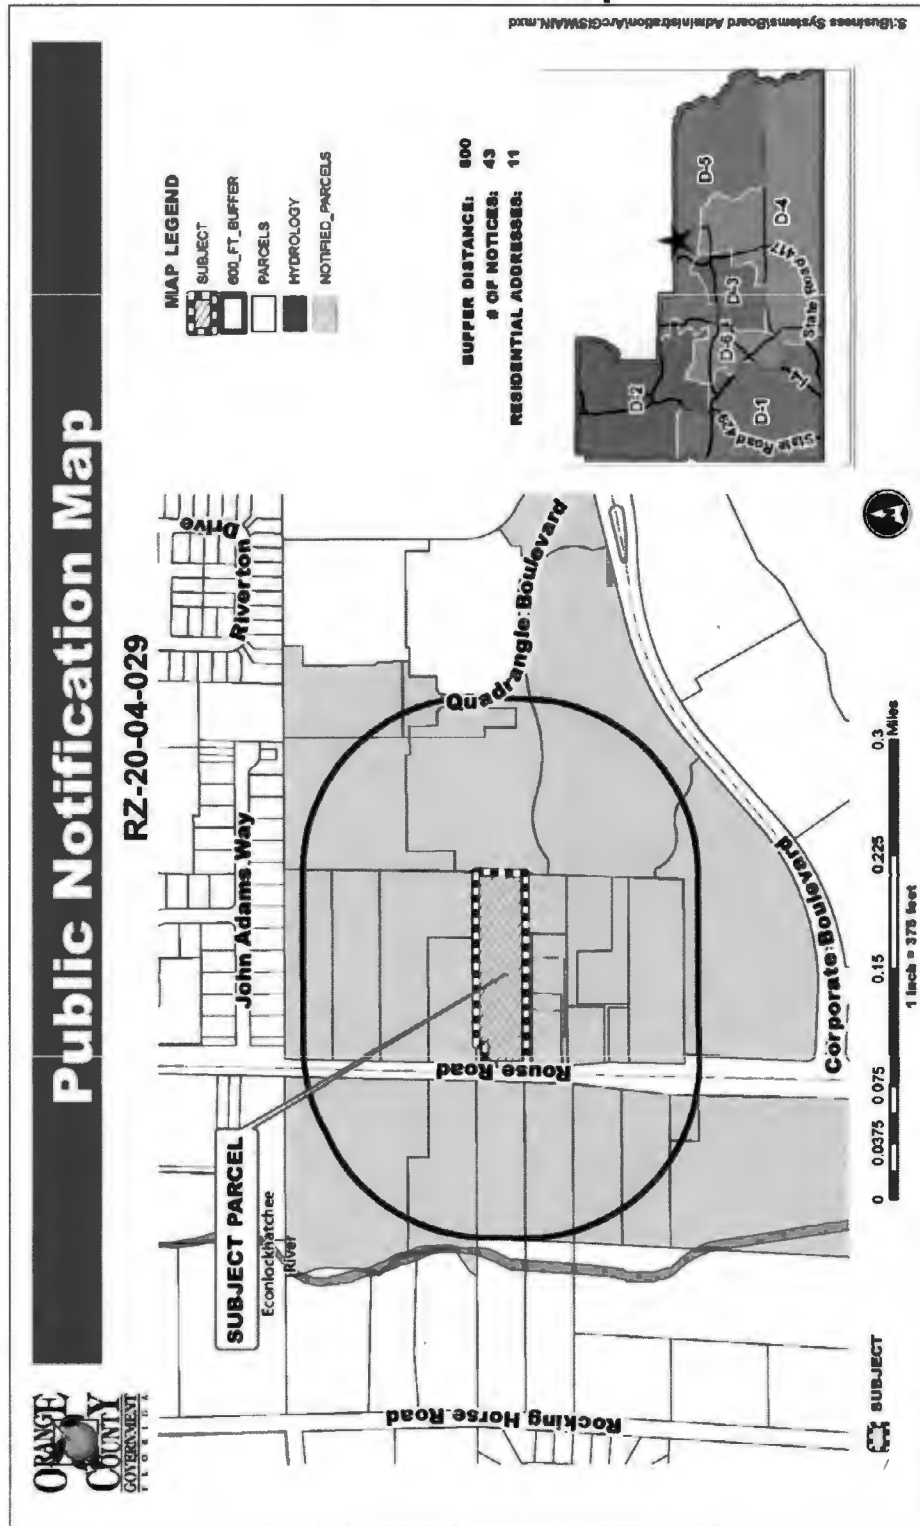 S:\Business Systems\Board Administration\ArcGIS\MAIN.mxd
ORANGE
COUNTY
GOVERNMENT
FLORIDA
Public Notification Map
RZ-20-04-029
MAP LEGEND
SUBJECT
600_FT_BUFFER
PARCELS
HYDROLOGY
NOTIFIED_PARCELS
BUFFER DISTANCE: 600
# OF NOTICES: 43
RESIDENTIAL ADDRESSES: 11
SUBJECT PARCEL
Econlockhatchee
River
John Adams Way
Riverton
Drive
Rocking Horse Road
Rouse Road
Quadrangle Boulevard
Corporate Boulevard
D-2
D-5
D-3
D-6
D-4
D-1
I-4
State Road 417
State Road 429
SUBJECT
0 0.0375 0.075 0.15 0.225 0.3
Miles
1 inch = 375 feet